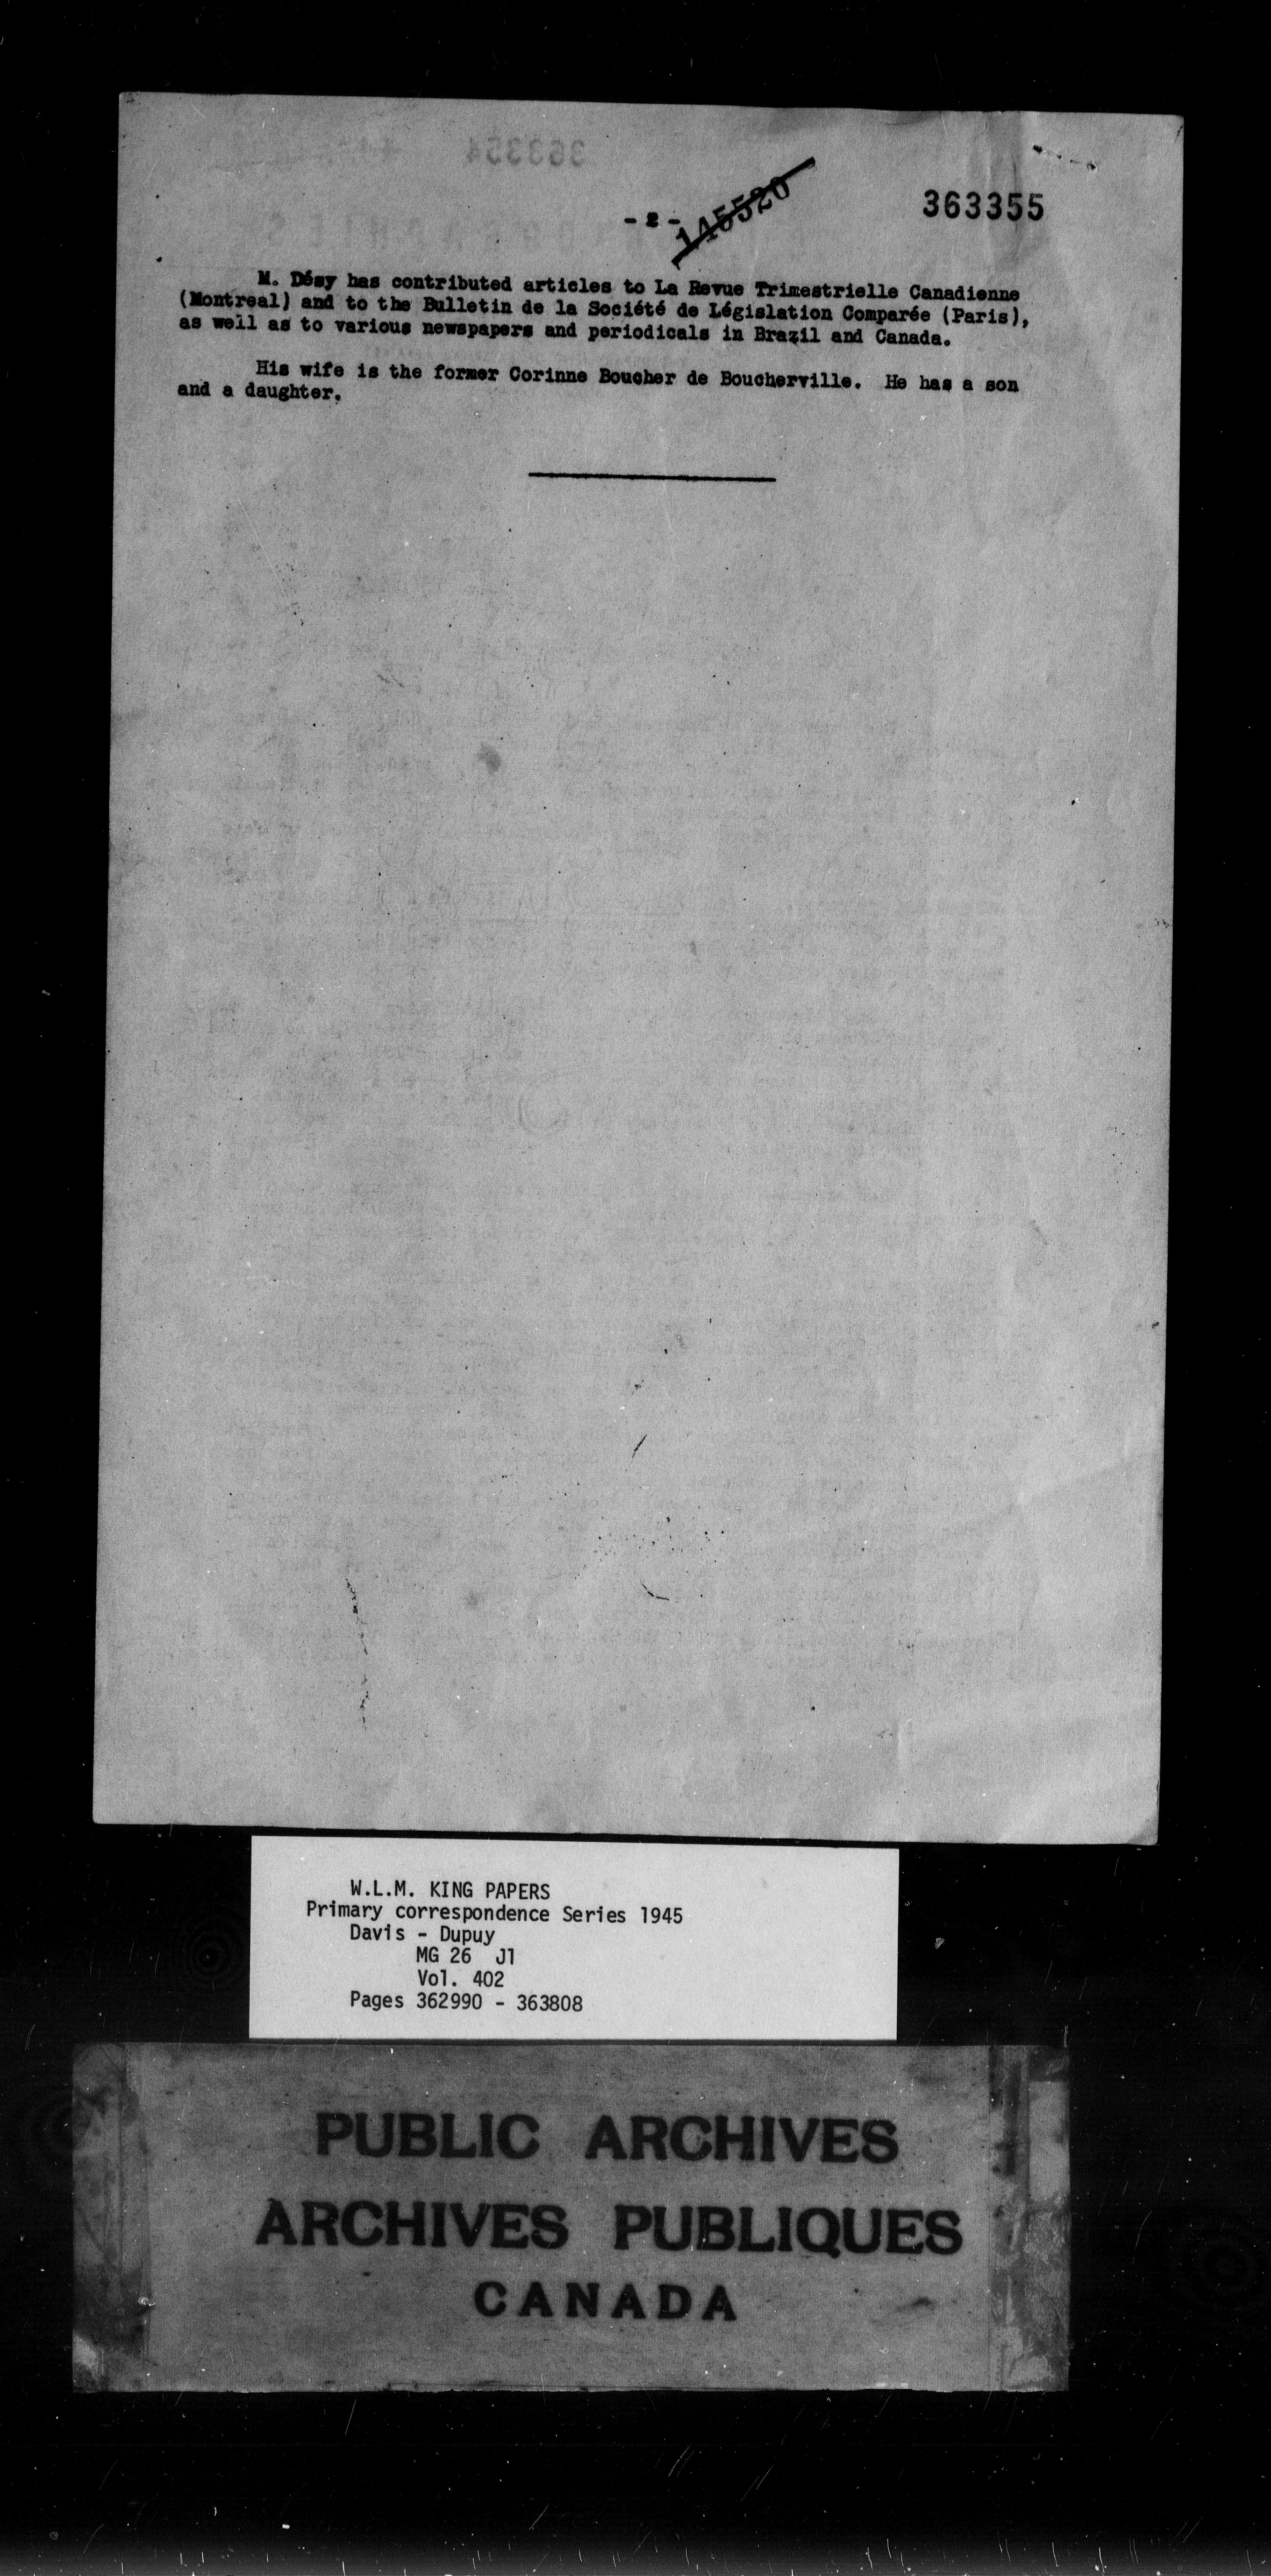 363354
- 2 -
145520
363355
M. Désy has contributed articles to La Revue Trimestrielle Canadienne
(Montreal) and to the Bulletin de la Société de Législation Comparée (Paris),
as well as to various newspapers and periodicals in Brazil and Canada.
His wife is the former Corinne Boucher de Boucherville. He has a son
and a daughter.
W.L.M. KING PAPERS
Primary correspondence Series 1945
Davis - Dupuy
MG 26 J1
Vol. 402
Pages 362990 - 363808
PUBLIC ARCHIVES
ARCHIVES PUBLIQUES
CANADA